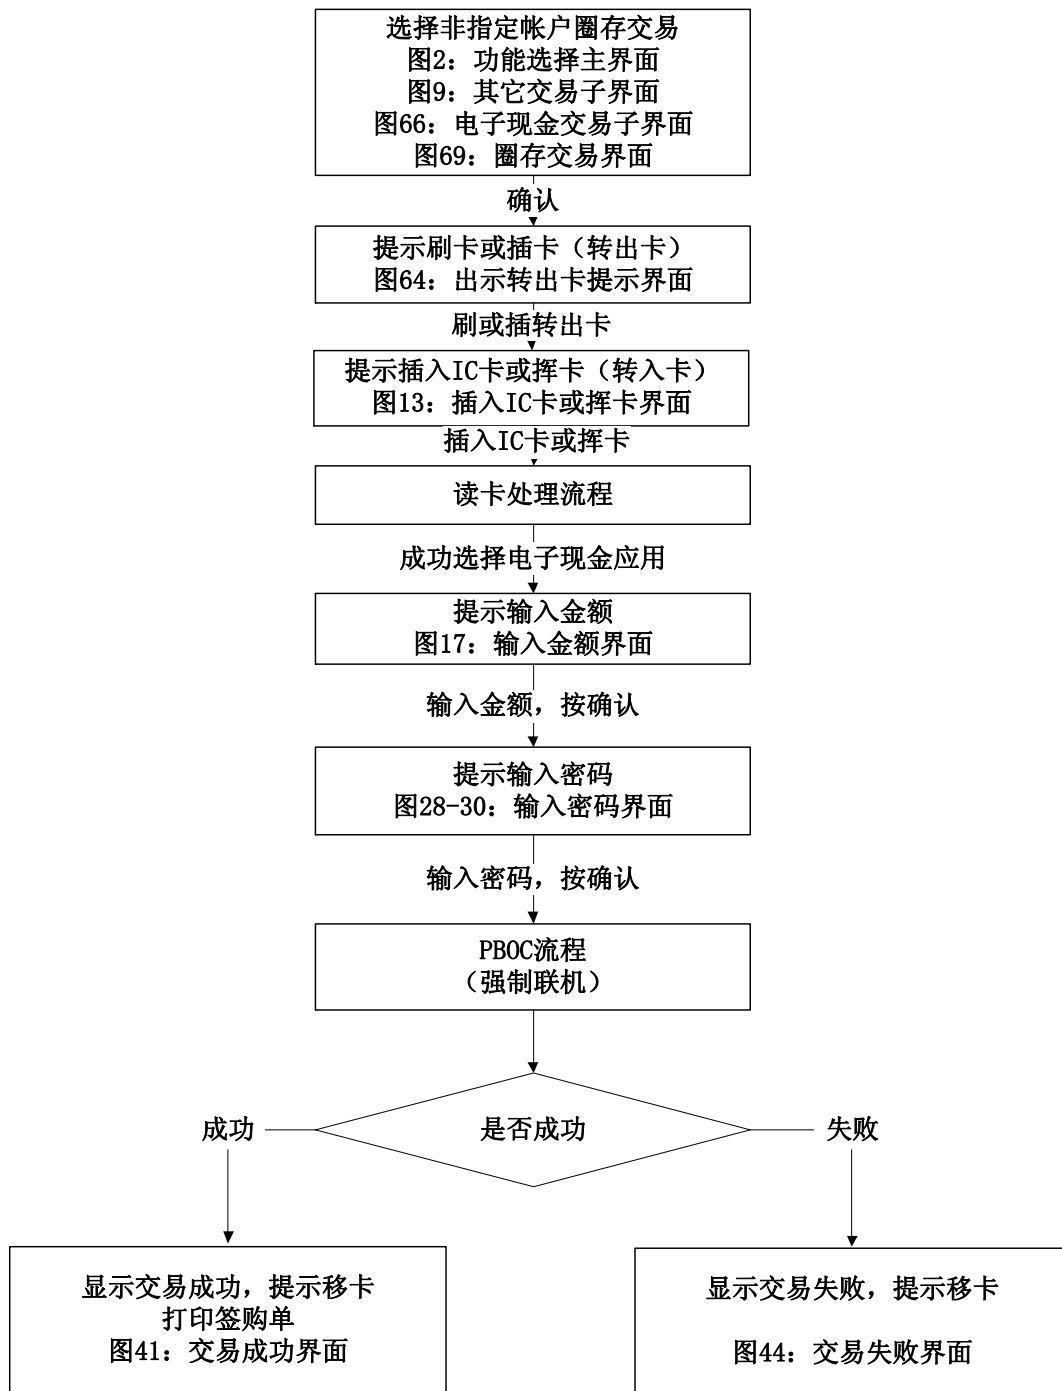 选择非指定帐户圈存交易
图2：功能选择主界面
图9：其它交易子界面
图66：电子现金交易子界面
图69：圈存交易界面
确认
提示刷卡或插卡（转出卡）
图64：出示转出卡提示界面
刷或插转出卡
提示插入IC卡或挥卡（转入卡）
图13：插入IC卡或挥卡界面
插入IC卡或挥卡
读卡处理流程
成功选择电子现金应用
提示输入金额
图17：输入金额界面
输入金额，按确认
提示输入密码
图28-30：输入密码界面
输入密码，按确认
PBOC流程
（强制联机）
是否成功
成功
失败
显示交易成功，提示移卡
打印签购单
图41：交易成功界面
显示交易失败，提示移卡
图44：交易失败界面